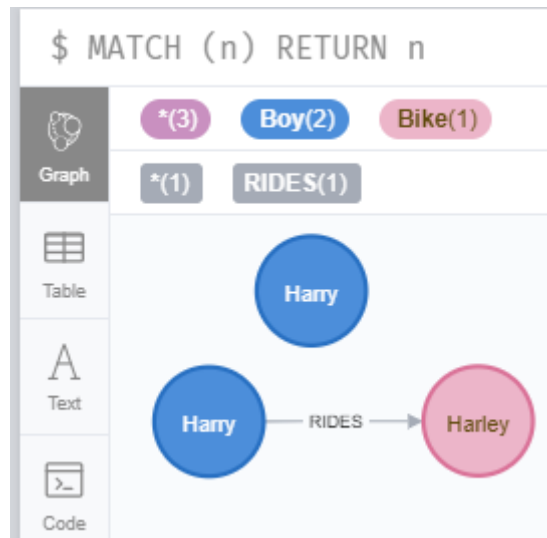 $ MATCH (n) RETURN n
*(3) Boy(2) Bike(1)
Graph
*(1) RIDES(1)
Table
Harry
Text
Harry RIDES Harley
Code